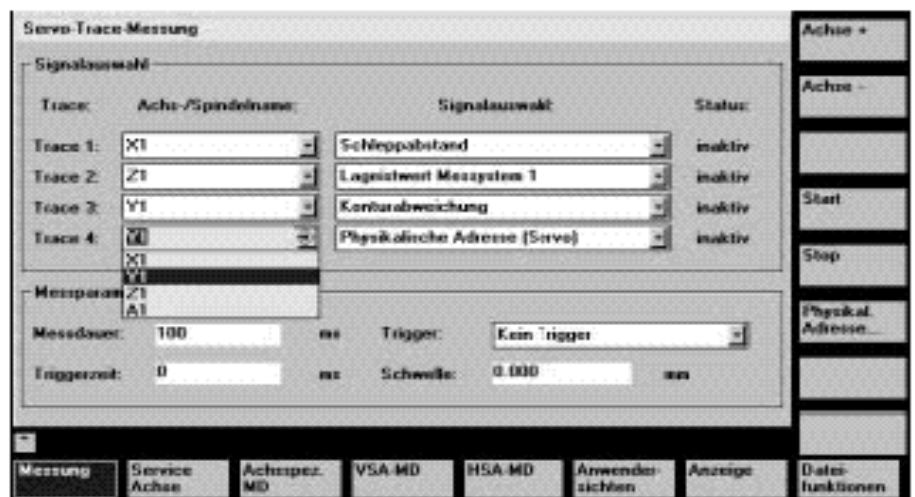 Servo-Trace-Messung
Signalauswahl
Trace: Achs-/Spindelname: Signalauswahl: Status:
Trace 1: X1 Schleppabstand inaktiv
Trace 2: Z1 Lageistwert Messsystem 1 inaktiv
Trace 3: Y1 Konturabweichung inaktiv
Trace 4: Physikalische Adresse (Servo) inaktiv
X1
Y1
Z1
A1
Messparam
Messdauer: 100 ms Trigger: Kein Trigger
Triggerzeit: 0 ms Schwelle: 0.000 mm
Achse +
Achse -
Start
Stop
Physikal.
Adresse...
Messung
Service
Achse
Achsspez.
MD
VSA-MD
HSA-MD
Anwender-
sichten
Anzeige
Datei-
funktionen